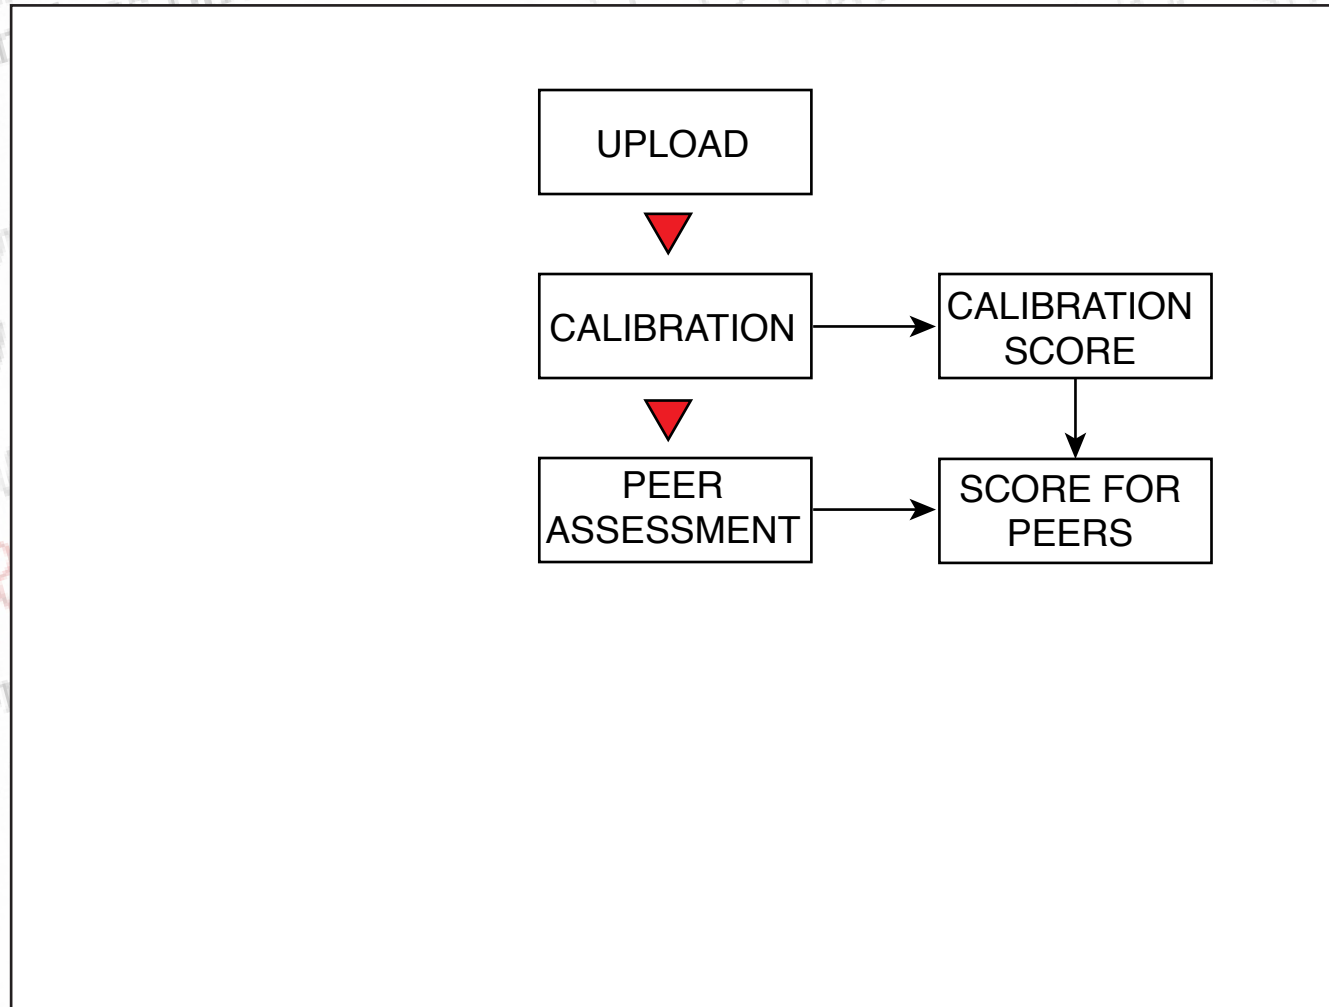 UPLOAD
CALIBRATION
CALIBRATION
SCORE
PEER
ASSESSMENT
SCORE FOR
PEERS